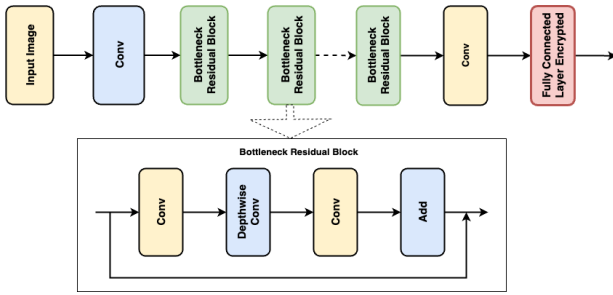 Input Image
Conv
Bottleneck
Residual Block
Bottleneck
Residual Block
Bottleneck
Residual Block
Conv
Fully Connected
Layer Encrypted
Bottleneck Residual Block
Conv
Depthwise
Conv
Conv
Add